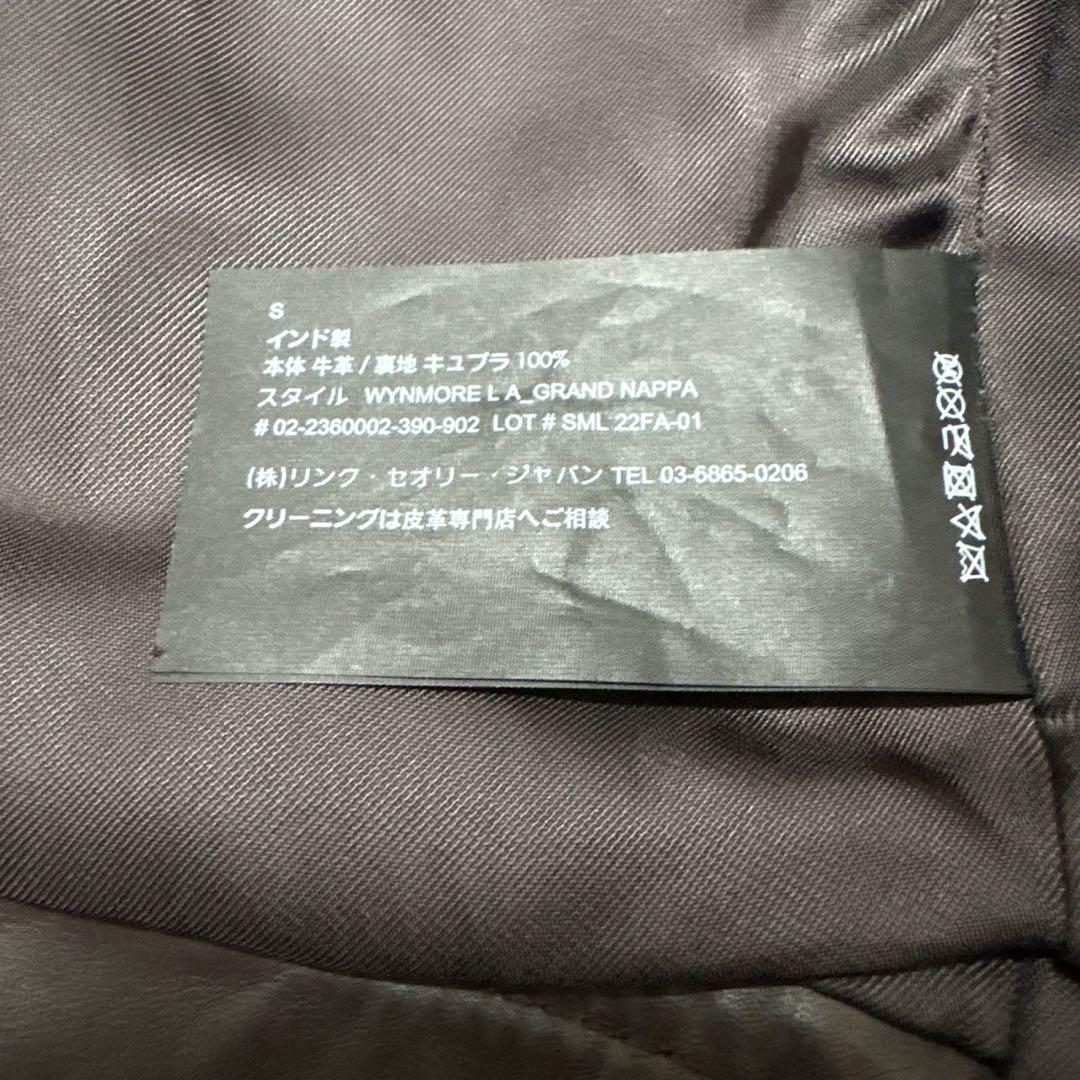 S
インド製
本体 牛革 / 裏地 キュプラ 100%
スタイル WYNMORE L A_GRAND NAPPA
# 02-2360002-390-902 LOT # SML 22FA-01
(株)リンク・セオリー・ジャパン TEL 03-6865-0206
クリーニングは皮革専門店へご相談